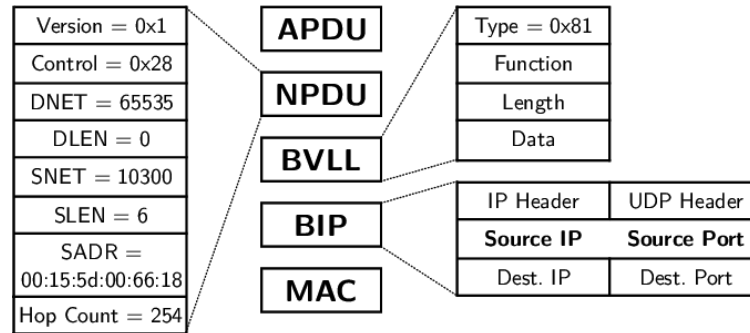 Version = 0x1
Control = 0x28
DNET = 65535
DLEN = 0
SNET = 10300
SLEN = 6
SADR =
00:15:5d:00:66:18
Hop Count = 254
APDU
NPDU
BVLL
BIP
MAC
Type = 0x81
Function
Length
Data
IP Header UDP Header
Source IP Source Port
Dest. IP Dest. Port